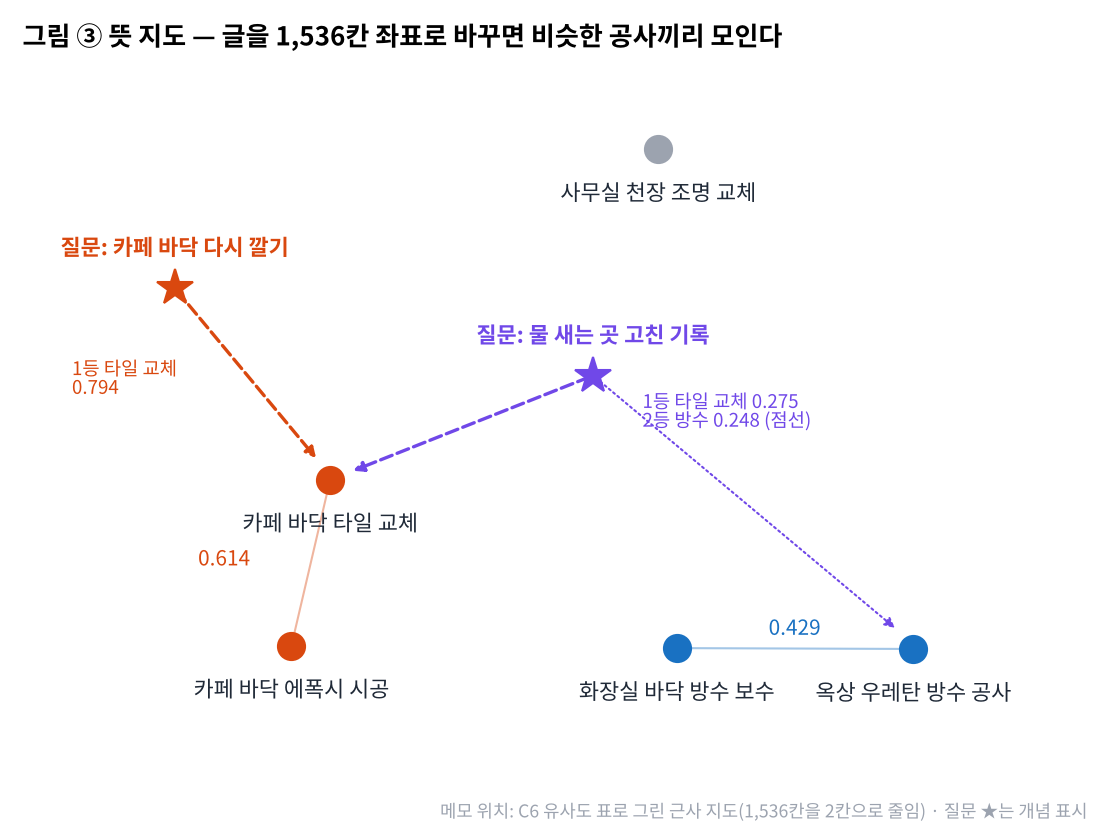 그림 ③ 뜻 지도 — 글을 1,536칸 좌표로 바꾸면 비슷한 공사끼리 모인다
사무실 천장 조명 교체
질문: 카페 바닥 다시 깔기
질문: 물 새는 곳 고친 기록
1등 타일 교체
0.794
1등 타일 교체 0.275
2등 방수 0.248 (점선)
카페 바닥 타일 교체
0.614
0.429
카페 바닥 에폭시 시공
화장실 바닥 방수 보수
옥상 우레탄 방수 공사
메모 위치: C6 유사도 표로 그린 근사 지도(1,536칸을 2칸으로 줄임) · 질문 ★는 개념 표시